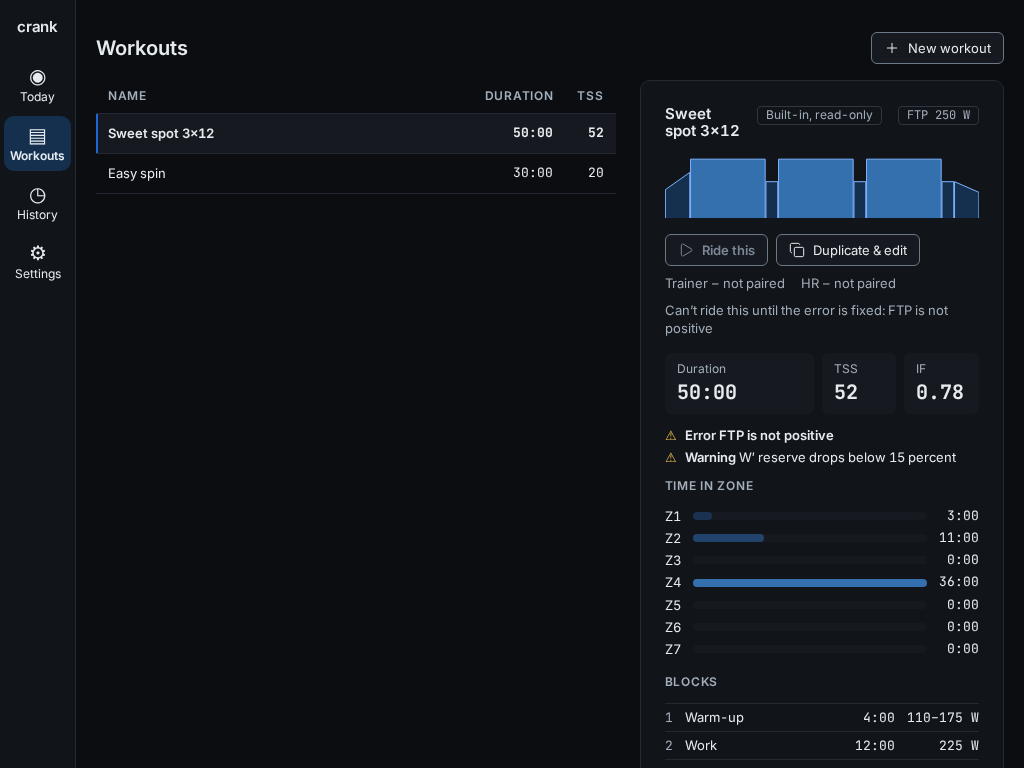 crank
Today
Workouts
History
Settings
Workouts
New workout
NAME DURATION TSS
Sweet spot 3×12 50:00 52
Easy spin 30:00 20
Sweet spot 3×12
Built-in, read-only
FTP 250 W
Ride this
Duplicate & edit
Trainer – not paired HR – not paired
Can’t ride this until the error is fixed: FTP is not
positive
Duration
50:00
TSS
52
IF
0.78
⚠ Error FTP is not positive
⚠ Warning W′ reserve drops below 15 percent
TIME IN ZONE
Z1 3:00
Z2 11:00
Z3 0:00
Z4 36:00
Z5 0:00
Z6 0:00
Z7 0:00
BLOCKS
1 Warm-up 4:00 110–175 W
2 Work 12:00 225 W